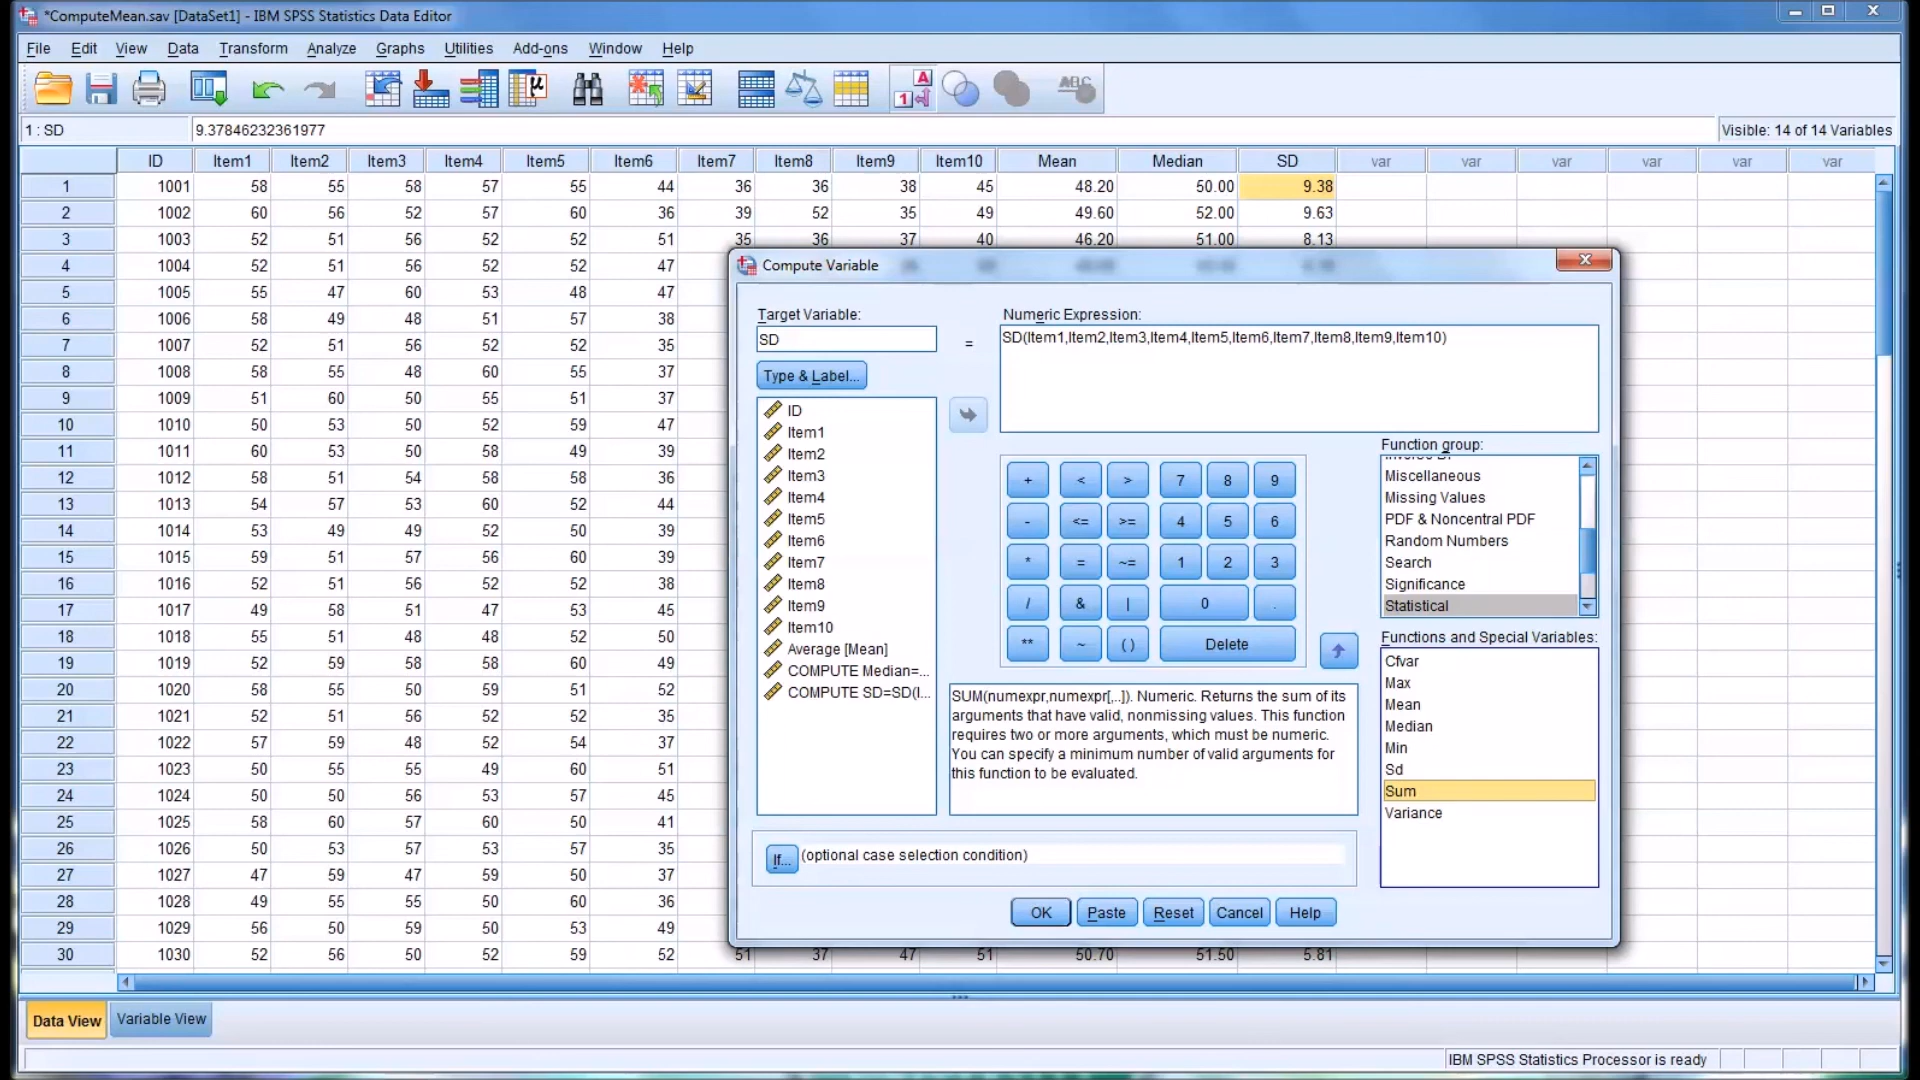 *ComputeMean.sav [DataSet1] - IBM SPSS Statistics Data Editor
File Edit View Data Transform Analyze Graphs Utilities Add-ons Window Help
1 : SD 9.37846232361977 Visible: 14 of 14 Variables
ID Item1 Item2 Item3 Item4 Item5 Item6 Item7 Item8 Item9 Item10 Mean Median SD var var var var var var
1 1001 58 55 58 57 55 44 36 36 38 45 48.20 50.00 9.38
2 1002 60 56 52 57 60 36 39 52 35 49 49.60 52.00 9.63
3 1003 52 51 56 52 52 51 35 36 37 40 46.20 51.00 8.13
4 1004 52 51 56 52 52 47
5 1005 55 47 60 53 48 47
6 1006 58 49 48 51 57 38
7 1007 52 51 56 52 52 35
8 1008 58 55 48 60 55 37
9 1009 51 60 50 55 51 37
10 1010 50 53 50 52 59 47
11 1011 60 53 50 58 49 39
12 1012 58 51 54 58 58 36
13 1013 54 57 53 60 52 44
14 1014 53 49 49 52 50 39
15 1015 59 51 57 56 60 39
16 1016 52 51 56 52 52 38
17 1017 49 58 51 47 53 45
18 1018 55 51 48 48 52 50
19 1019 52 59 58 58 60 49
20 1020 58 55 50 59 51 52
21 1021 52 51 56 52 52 35
22 1022 57 59 48 52 54 37
23 1023 50 55 55 49 60 51
24 1024 50 50 56 53 57 45
25 1025 58 60 57 60 50 41
26 1026 50 53 57 53 57 35
27 1027 47 59 47 59 50 37
28 1028 49 55 55 50 60 36
29 1029 56 50 59 50 53 49
30 1030 52 56 50 52 59 52 51 37 47 51 50.70 51.50 5.81
Compute Variable
Target Variable:
SD
=
Numeric Expression:
SD(Item1,Item2,Item3,Item4,Item5,Item6,Item7,Item8,Item9,Item10)
Type & Label...
ID
Item1
Item2
Item3
Item4
Item5
Item6
Item7
Item8
Item9
Item10
Average [Mean]
COMPUTE Median=...
COMPUTE SD=SD(I...
+ < > 7 8 9
- <= >= 4 5 6
* = ~= 1 2 3
/ & | 0 .
** ~ ( ) Delete
Function group:
Miscellaneous
Missing Values
PDF & Noncentral PDF
Random Numbers
Search
Significance
Statistical
Functions and Special Variables:
Cfvar
Max
Mean
Median
Min
Sd
Sum
Variance
SUM(numexpr,numexpr[,..]). Numeric. Returns the sum of its
arguments that have valid, nonmissing values. This function
requires two or more arguments, which must be numeric.
You can specify a minimum number of valid arguments for
this function to be evaluated.
If... (optional case selection condition)
OK Paste Reset Cancel Help
Data View Variable View
IBM SPSS Statistics Processor is ready